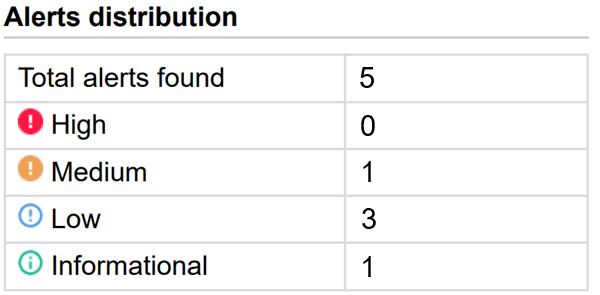 Alerts distribution
Total alerts found 5
High 0
Medium 1
Low 3
Informational 1